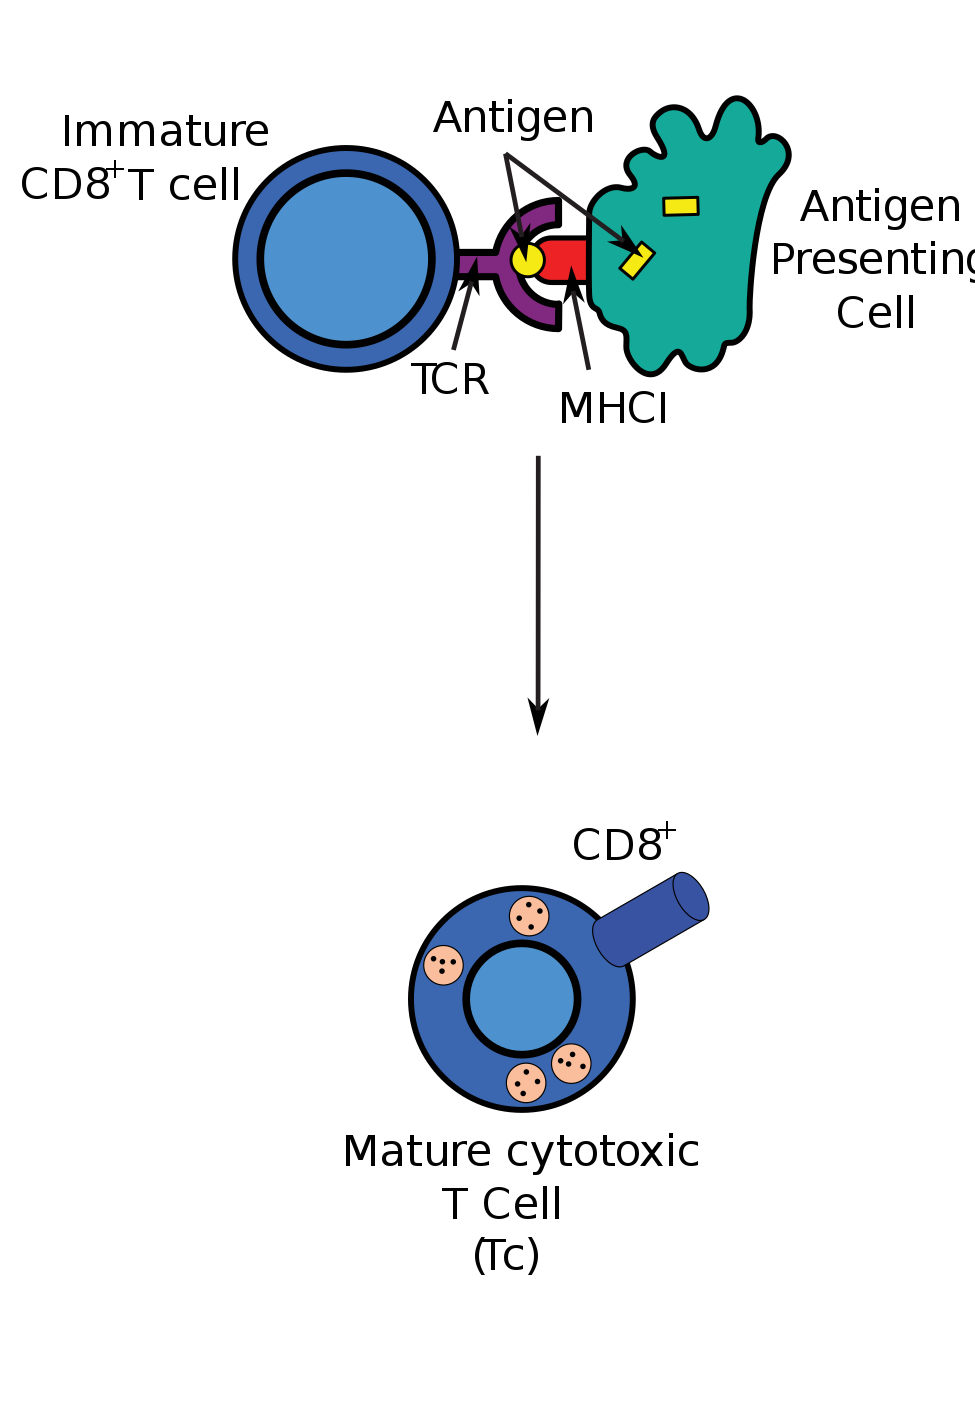 Immature
CD8⁺ T cell
Antigen
Antigen
Presenting
Cell
TCR
MHCI
CD8⁺
Mature cytotoxic
T Cell
(Tc)